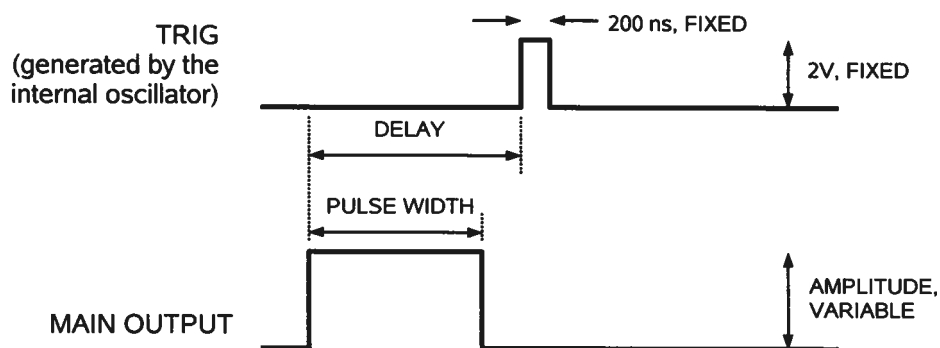 TRIG
(generated by the
internal oscillator)
200 ns, FIXED
2V, FIXED
DELAY
PULSE WIDTH
AMPLITUDE,
VARIABLE
MAIN OUTPUT